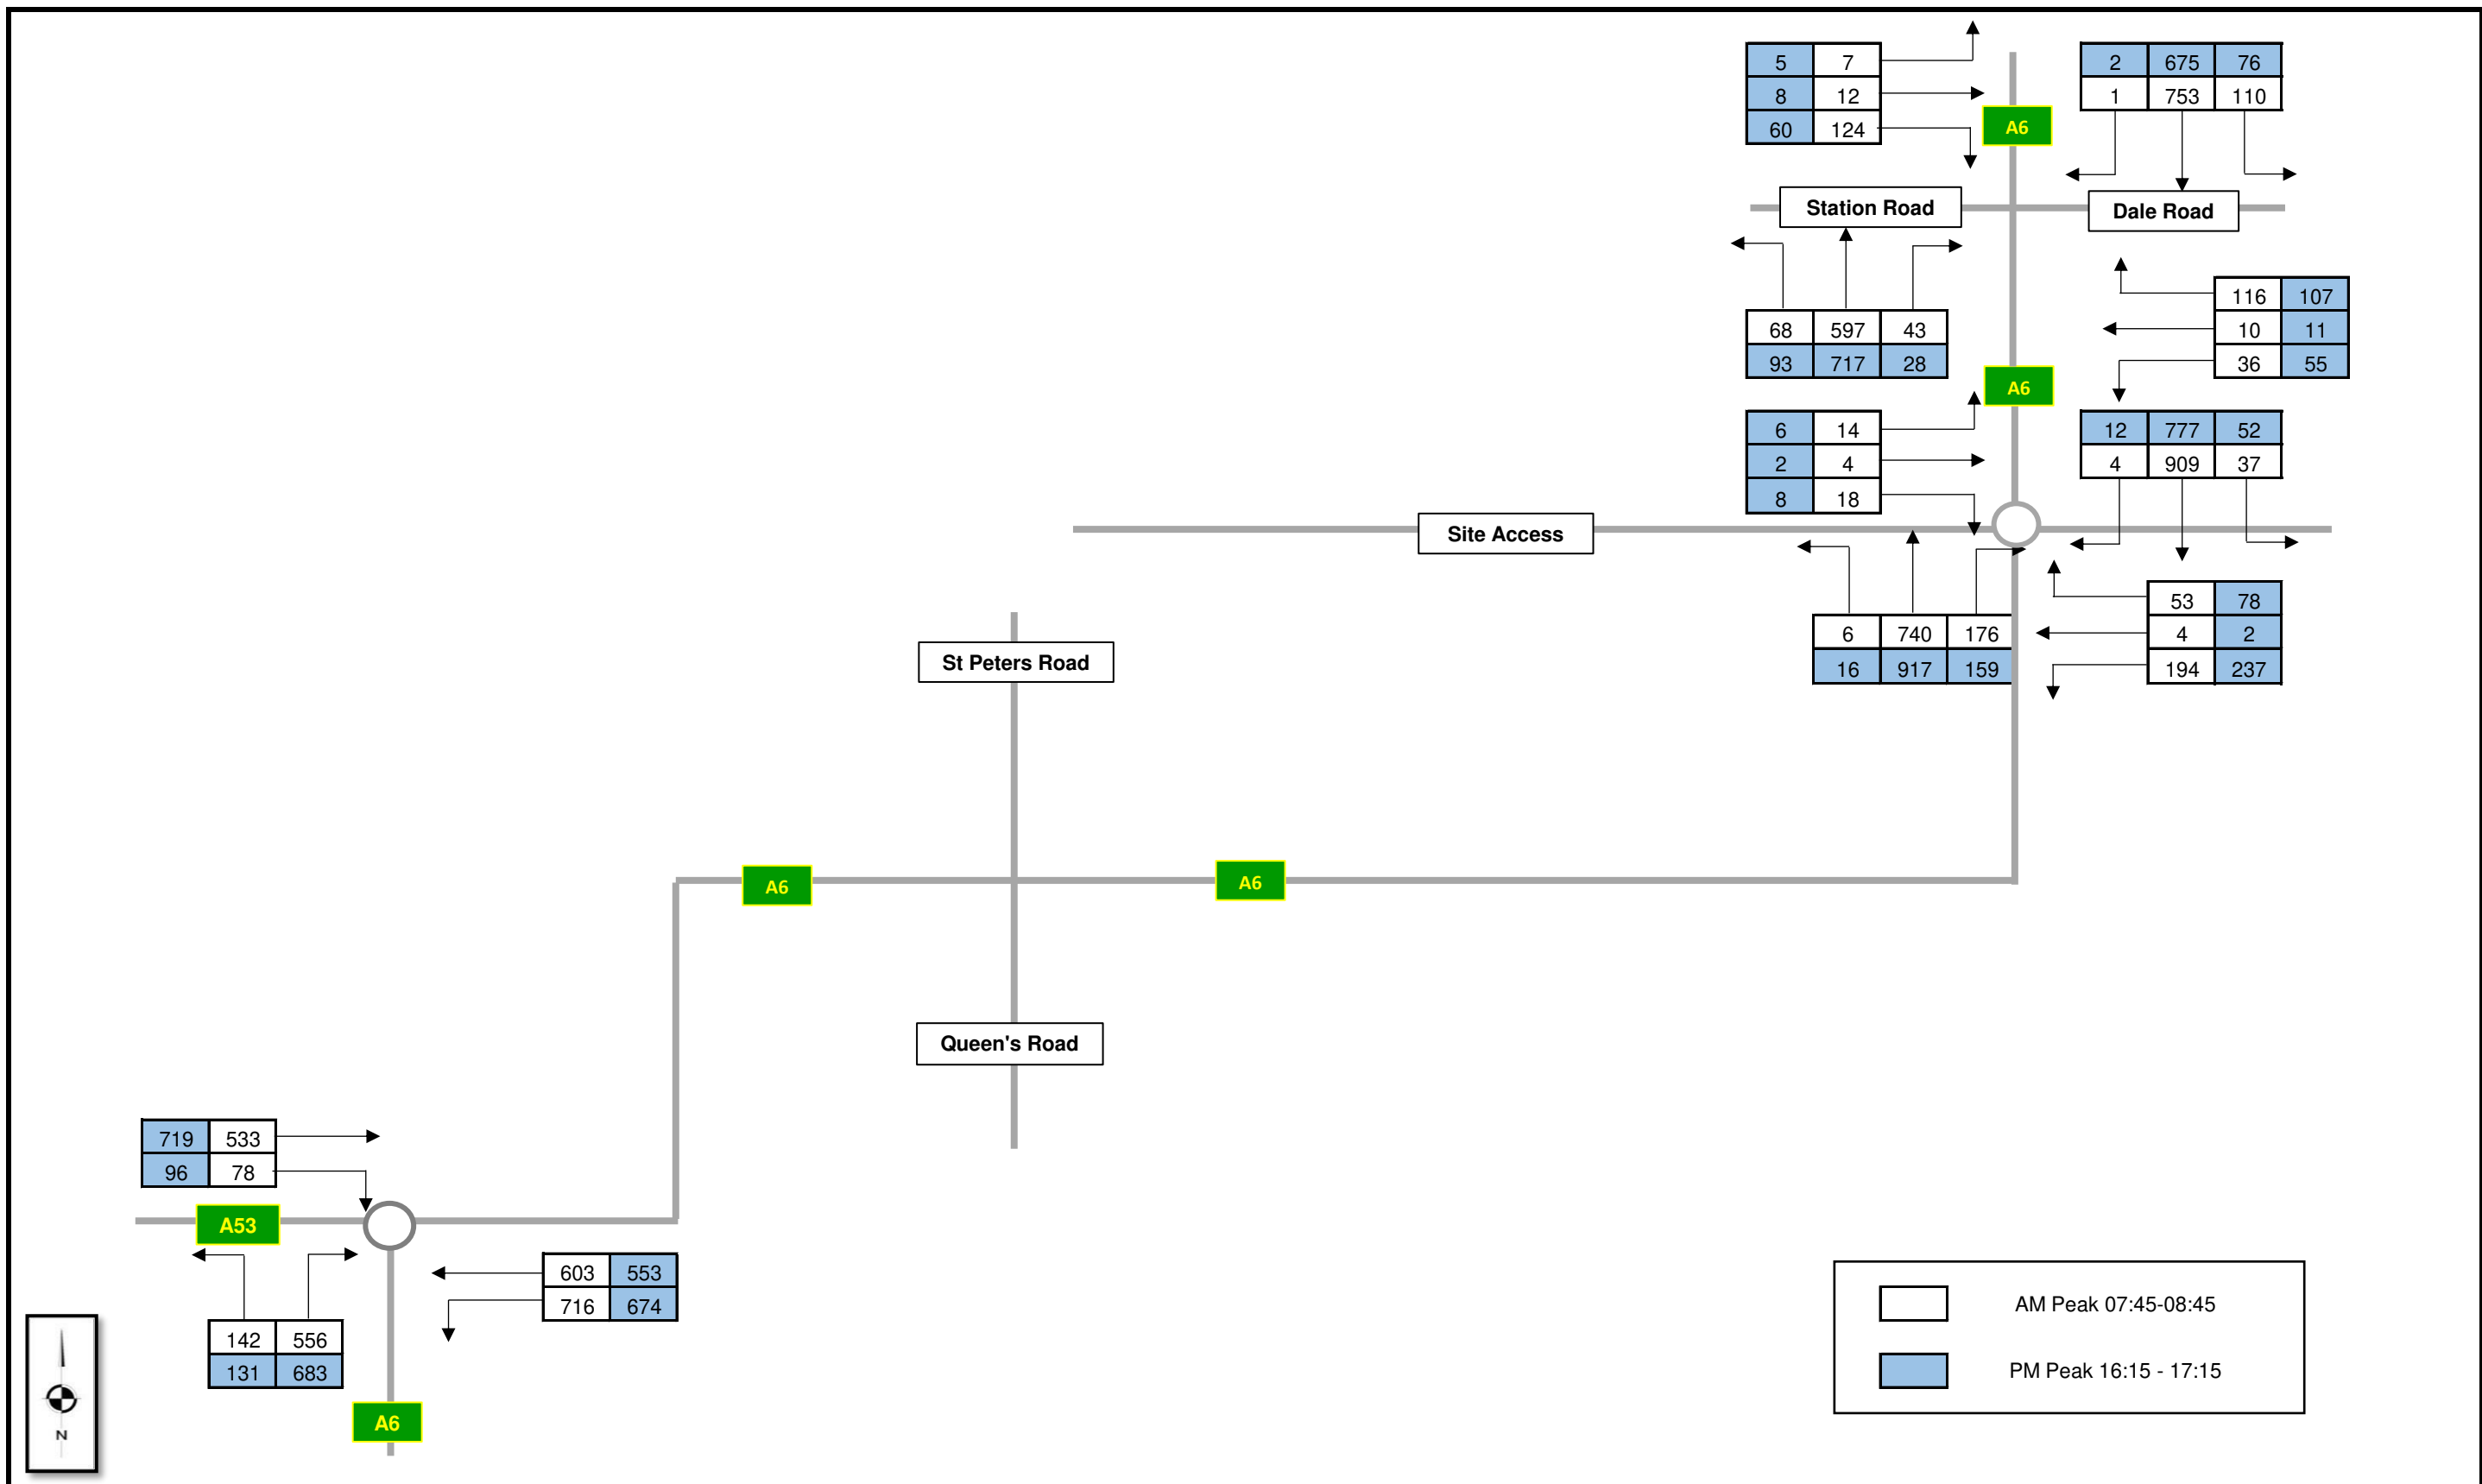 5 7
8 12
60 124
A6
2 675 76
1 753 110
Station Road
Dale Road
68 597 43
93 717 28
116 107
10 11
36 55
A6
6 14
2 4
8 18
12 777 52
4 909 37
Site Access
6 740 176
16 917 159
53 78
4 2
194 237
St Peters Road
A6
A6
Queen's Road
719 533
96 78
A53
603 553
716 674
142 556
131 683
A6
N
AM Peak 07:45-08:45
PM Peak 16:15 - 17:15